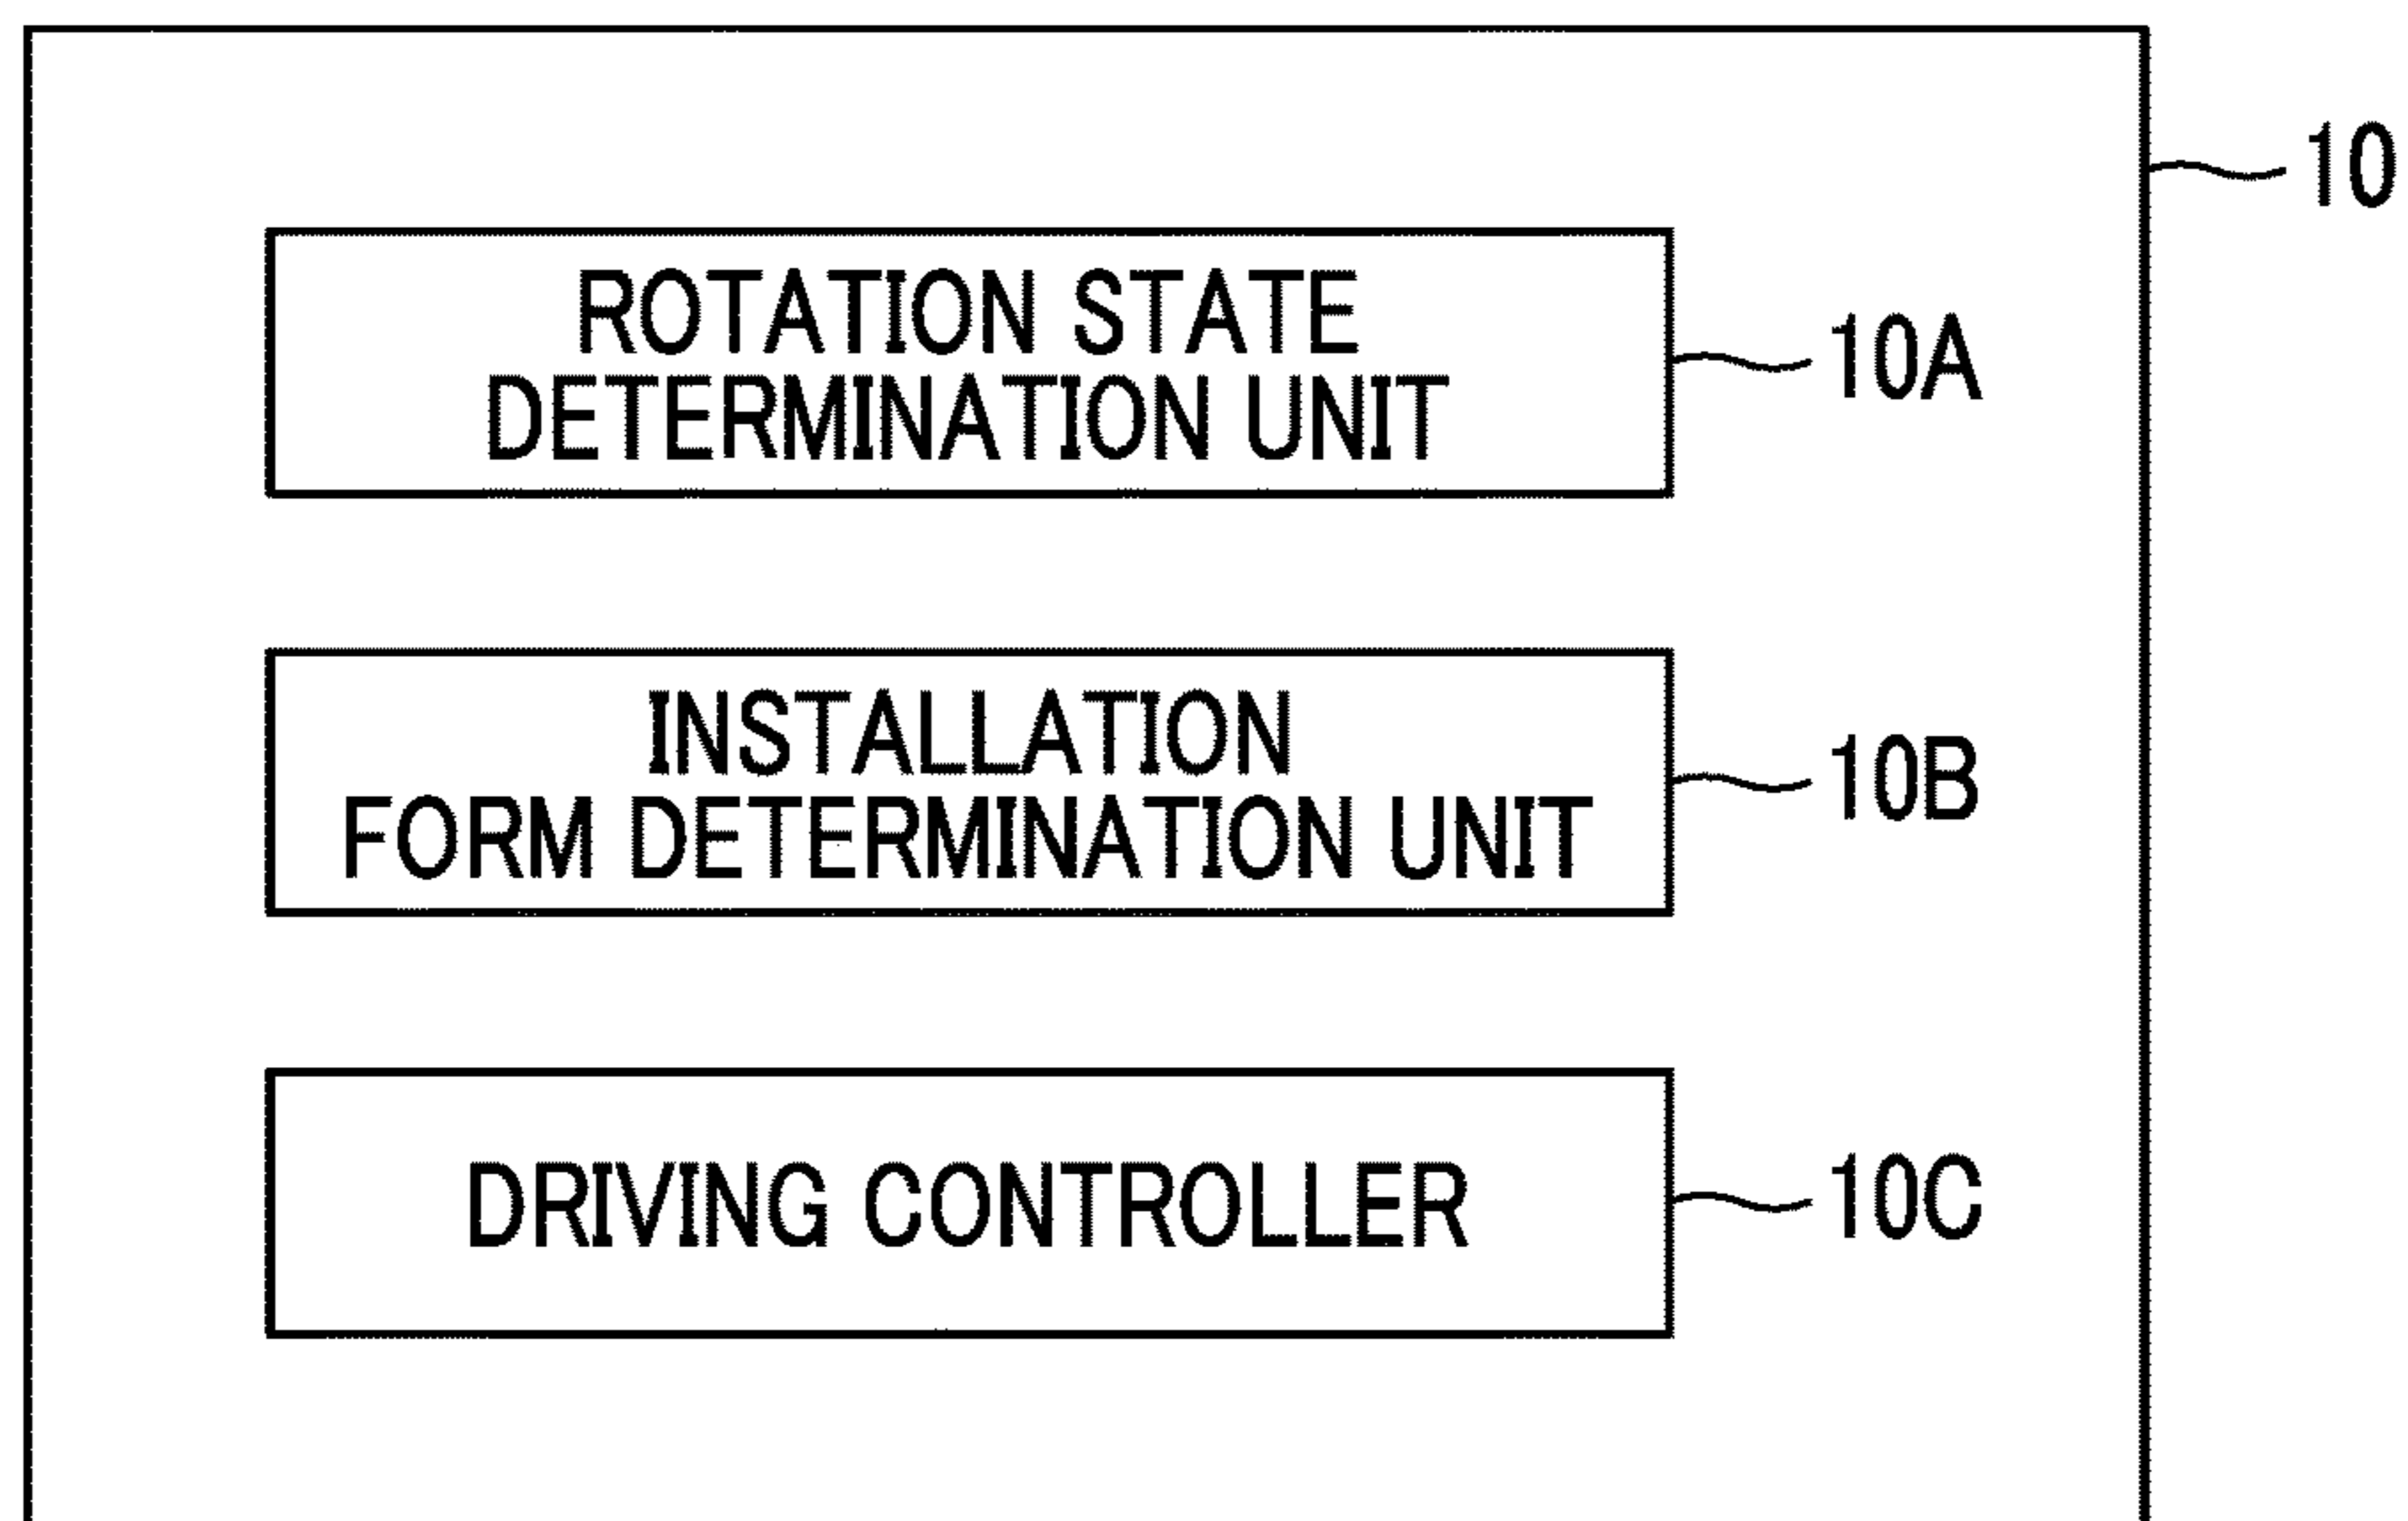 10
ROTATION STATE
DETERMINATION UNIT
10A
INSTALLATION
FORM DETERMINATION UNIT
10B
DRIVING CONTROLLER
10C